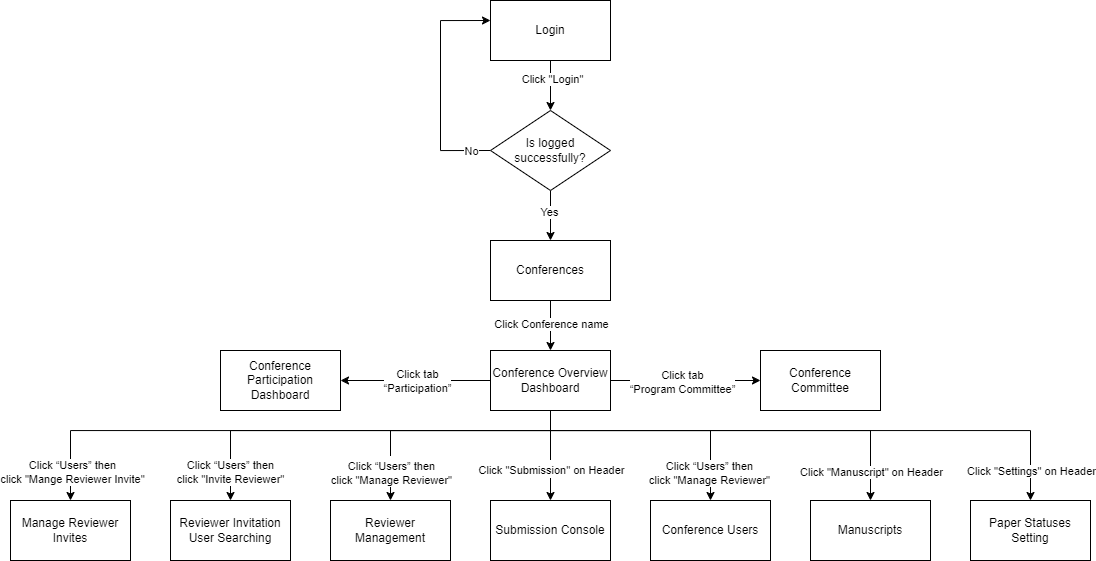 Login
Click "Login"
Is logged
successfully?
No
Yes
Conferences
Click Conference name
Conference
Participation
Dashboard
Click tab
“Participation”
Conference Overview
Dashboard
Click tab
“Program Committee”
Conference
Committee
Click “Users” then
click "Mange Reviewer Invite"
Click “Users” then
click "Invite Reviewer"
Click “Users” then
click "Manage Reviewer"
Click "Submission" on Header
Click “Users” then
click "Manage Reviewer"
Click "Manuscript" on Header
Click "Settings" on Header
Manage Reviewer
Invites
Reviewer Invitation
User Searching
Reviewer
Management
Submission Console
Conference Users
Manuscripts
Paper Statuses
Setting